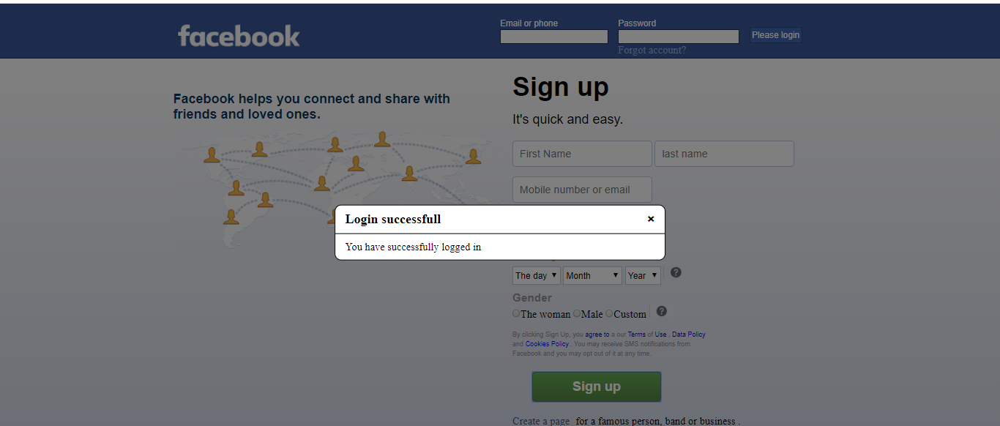 facebook
Email or phone
Password
Please login
Forgot account?
Facebook helps you connect and share with
friends and loved ones.
Sign up
It's quick and easy.
First Name
last name
Mobile number or email
Login successfull
×
You have successfully logged in
The day
Month
Year
?
Gender
The woman Male Custom
?
By clicking Sign Up, you agree to a our Terms of Use . Data Policy
and Cookies Policy . You may receive SMS notifications from
Facebook and you may opt out of it at any time.
Sign up
Create a page for a famous person, band or business .